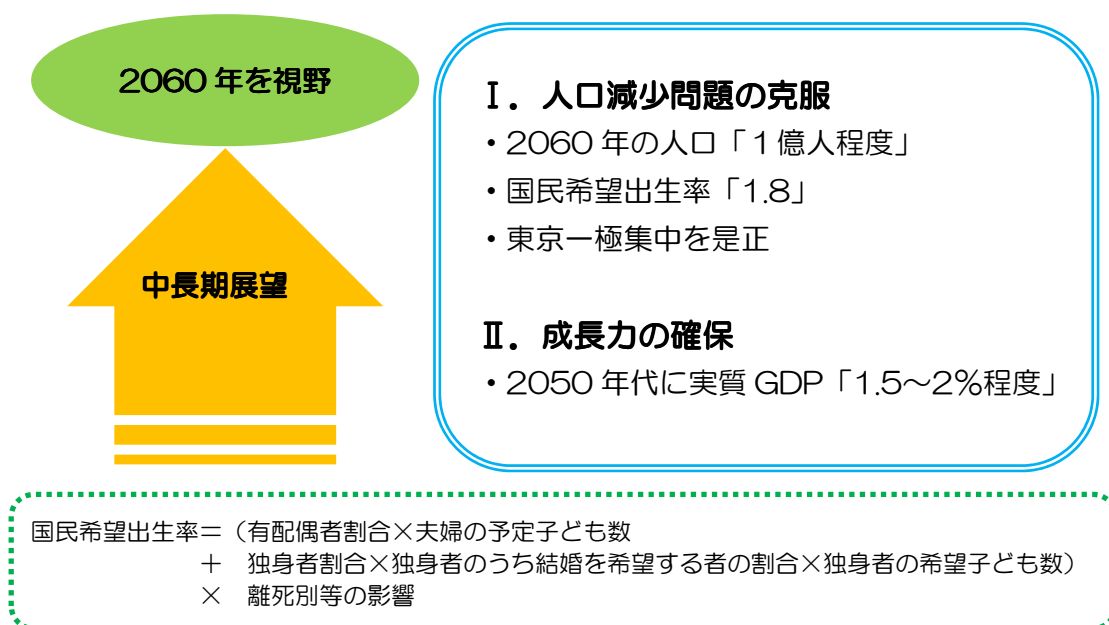 2060 年を視野
中長期展望
Ⅰ．人口減少問題の克服
・2060 年の人口「１億人程度」
・国民希望出生率「1.8」
・東京一極集中を是正
Ⅱ．成長力の確保
・2050 年代に実質 GDP「1.5～2％程度」
国民希望出生率＝（有配偶者割合×夫婦の予定子ども数
＋　独身者割合×独身者のうち結婚を希望する者の割合×独身者の希望子ども数）
×　離死別等の影響